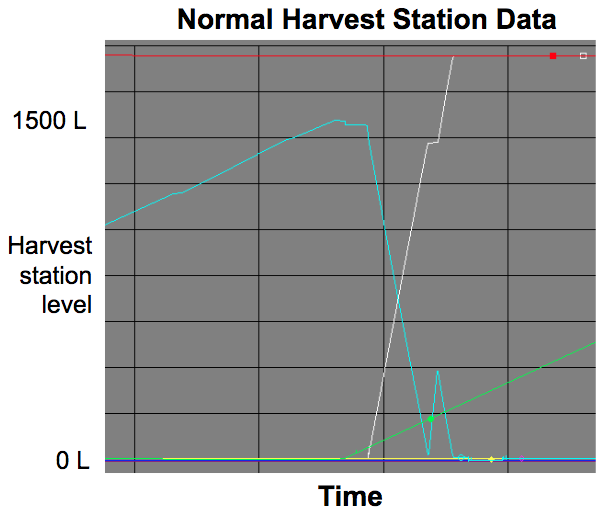 Normal Harvest Station Data
1500 L
Harvest
station
level
0 L
Time